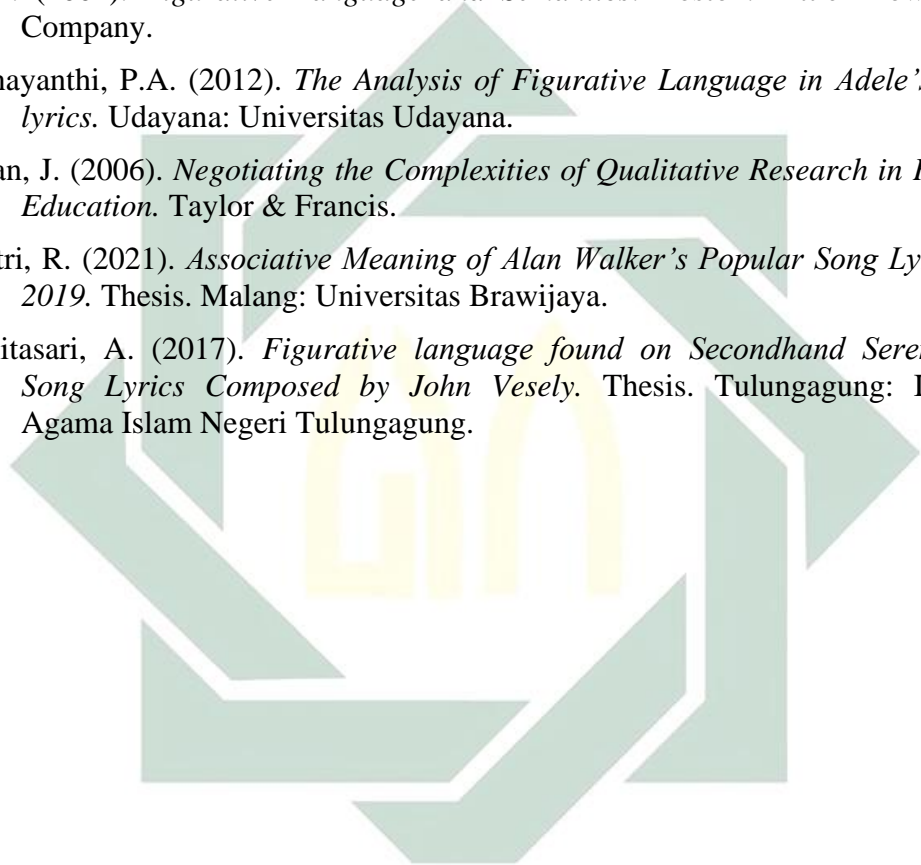 Company.
nayanthi, P.A. (2012). The Analysis of Figurative Language in Adele's
lyrics. Udayana: Universitas Udayana.
an, J. (2006). Negotiating the Complexities of Qualitative Research in
Education. Taylor & Francis.
tri, R. (2021). Associative Meaning of Alan Walker's Popular Song Ly
2019. Thesis. Malang: Universitas Brawijaya.
itasari, A. (2017). Figurative language found on Secondhand Sere
Song Lyrics Composed by John Vesely. Thesis. Tulungagung: I
Agama Islam Negeri Tulungagung.